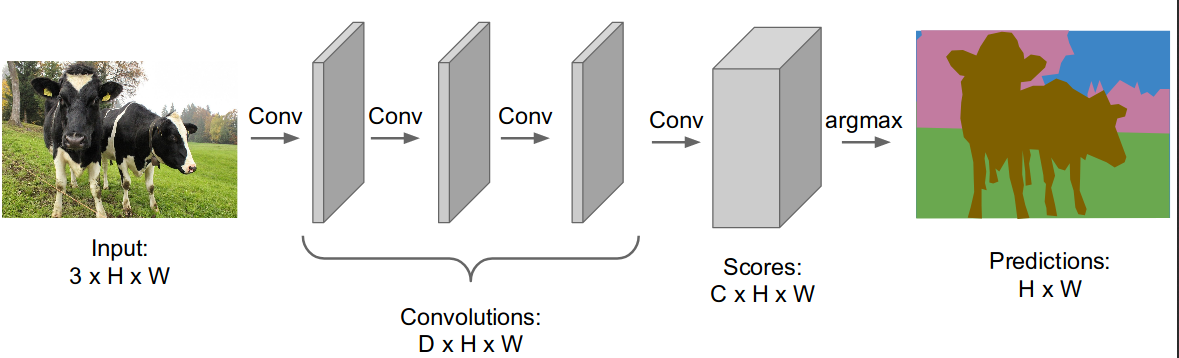 Conv
Conv
Conv
Conv
argmax
Input:
3 x H x W
Convolutions:
D x H x W
Scores:
C x H x W
Predictions:
H x W